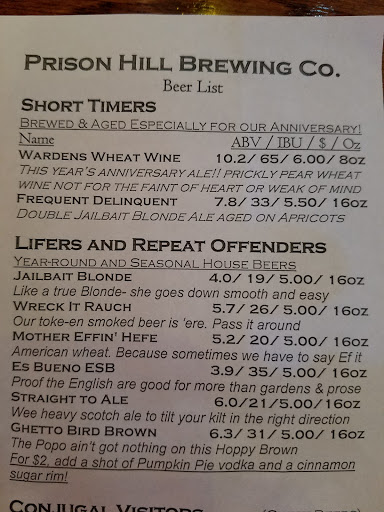 PRISON HILL BREWING CO.
Beer List
SHORT TIMERS
BREWED & AGED ESPECIALLY FOR OUR ANNIVERSARY!
Name ABV / IBU / $ / Oz
WARDENS WHEAT WINE 10.2/ 65/ 6.00/ 8oz
THIS YEAR'S ANNIVERSARY ALE!! PRICKLY PEAR WHEAT
WINE NOT FOR THE FAINT OF HEART OR WEAK OF MIND
FREQUENT DELINQUENT 7.8/ 33/ 5.50/ 16oz
DOUBLE JAILBAIT BLONDE ALE AGED ON APRICOTS
LIFERS AND REPEAT OFFENDERS
YEAR-ROUND AND SEASONAL HOUSE BEERS
JAILBAIT BLONDE 4.0/ 19/ 5.00/ 16oz
Like a true Blonde- she goes down smooth and easy
WRECK IT RAUCH 5.7/ 26/ 5.00/ 16oz
Our toke-en smoked beer is 'ere. Pass it around
MOTHER EFFIN' HEFE 5.2/ 20/ 5.00/ 16oz
American wheat. Because sometimes we have to say Ef it
ES BUENO ESB 3.9/ 35/ 5.00/ 16oz
Proof the English are good for more than gardens & prose
STRAIGHT TO ALE 6.0/21/5.00/16oz
Wee heavy scotch ale to tilt your kilt in the right direction
GHETTO BIRD BROWN 6.3/ 31/ 5.00/ 16oz
The Popo ain't got nothing on this Hoppy Brown
For $2, add a shot of Pumpkin Pie vodka and a cinnamon
sugar rim!
CONJUGAL VISITORS